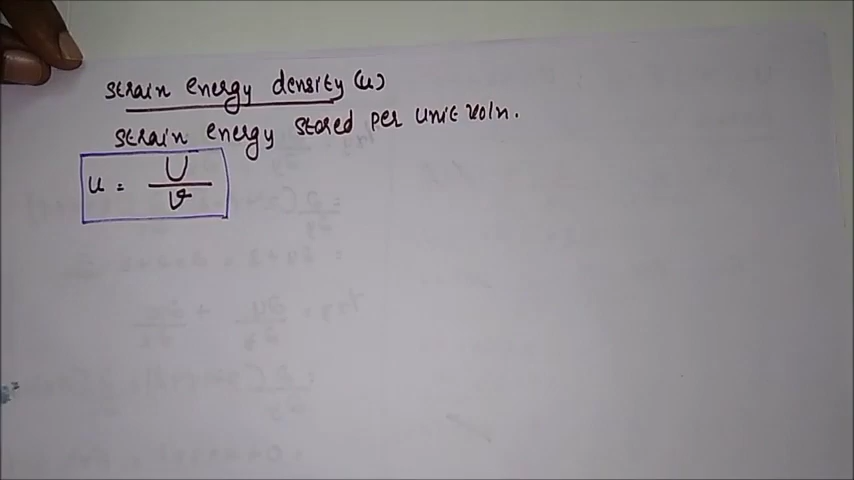 strain energy density (u)
strain energy stored per unit voln.
u = U / v